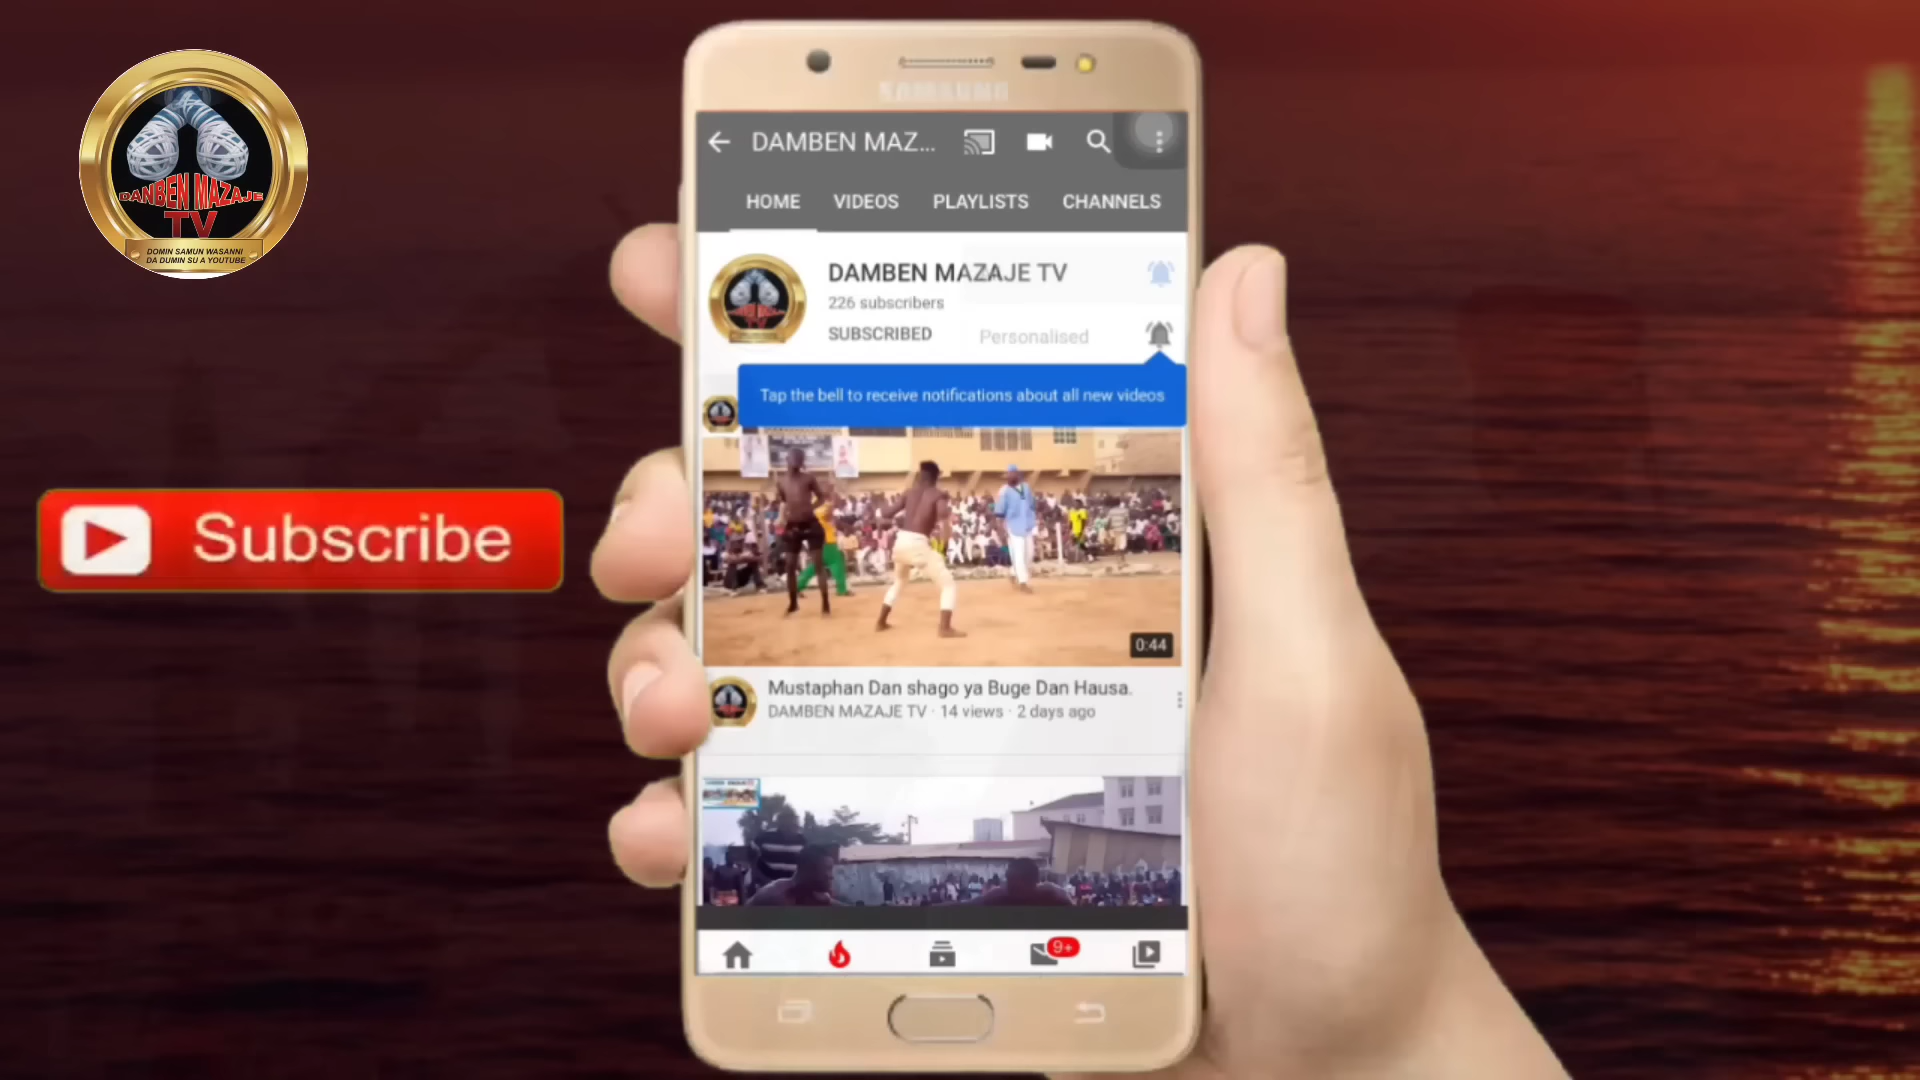 DANBEN MAZAJE
TV
DOMIN SAMUN WASANNI
DA DUMIN SU A YOUTUBE
Subscribe
SAMSUNG
DAMBEN MAZ...
HOME VIDEOS PLAYLISTS CHANNELS
DAMBEN MAZAJE TV
226 subscribers
SUBSCRIBED Personalised
Tap the bell to receive notifications about all new videos
0:44
Mustaphan Dan shago ya Buge Dan Hausa.
DAMBEN MAZAJE TV · 14 views · 2 days ago
9+